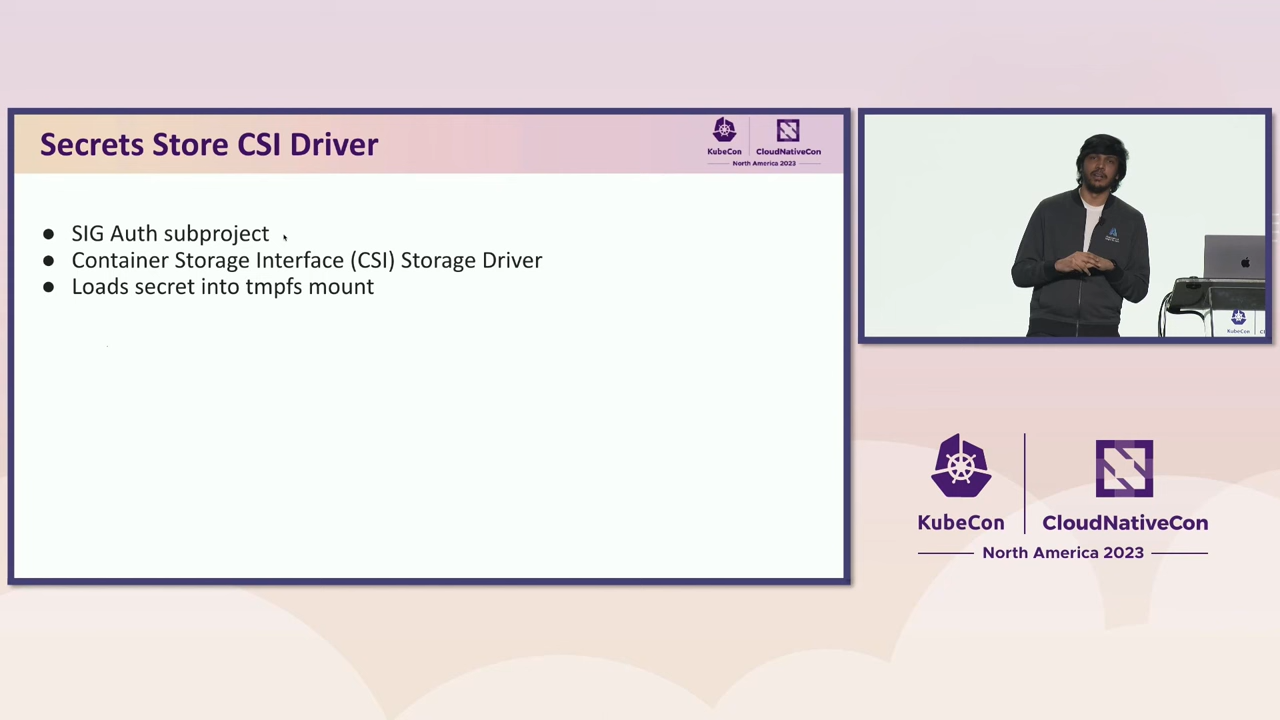 Secrets Store CSI Driver
KubeCon
CloudNativeCon
North America 2023
● SIG Auth subproject
● Container Storage Interface (CSI) Storage Driver
● Loads secret into tmpfs mount
KubeCon
KubeCon
CloudNativeCon
North America 2023